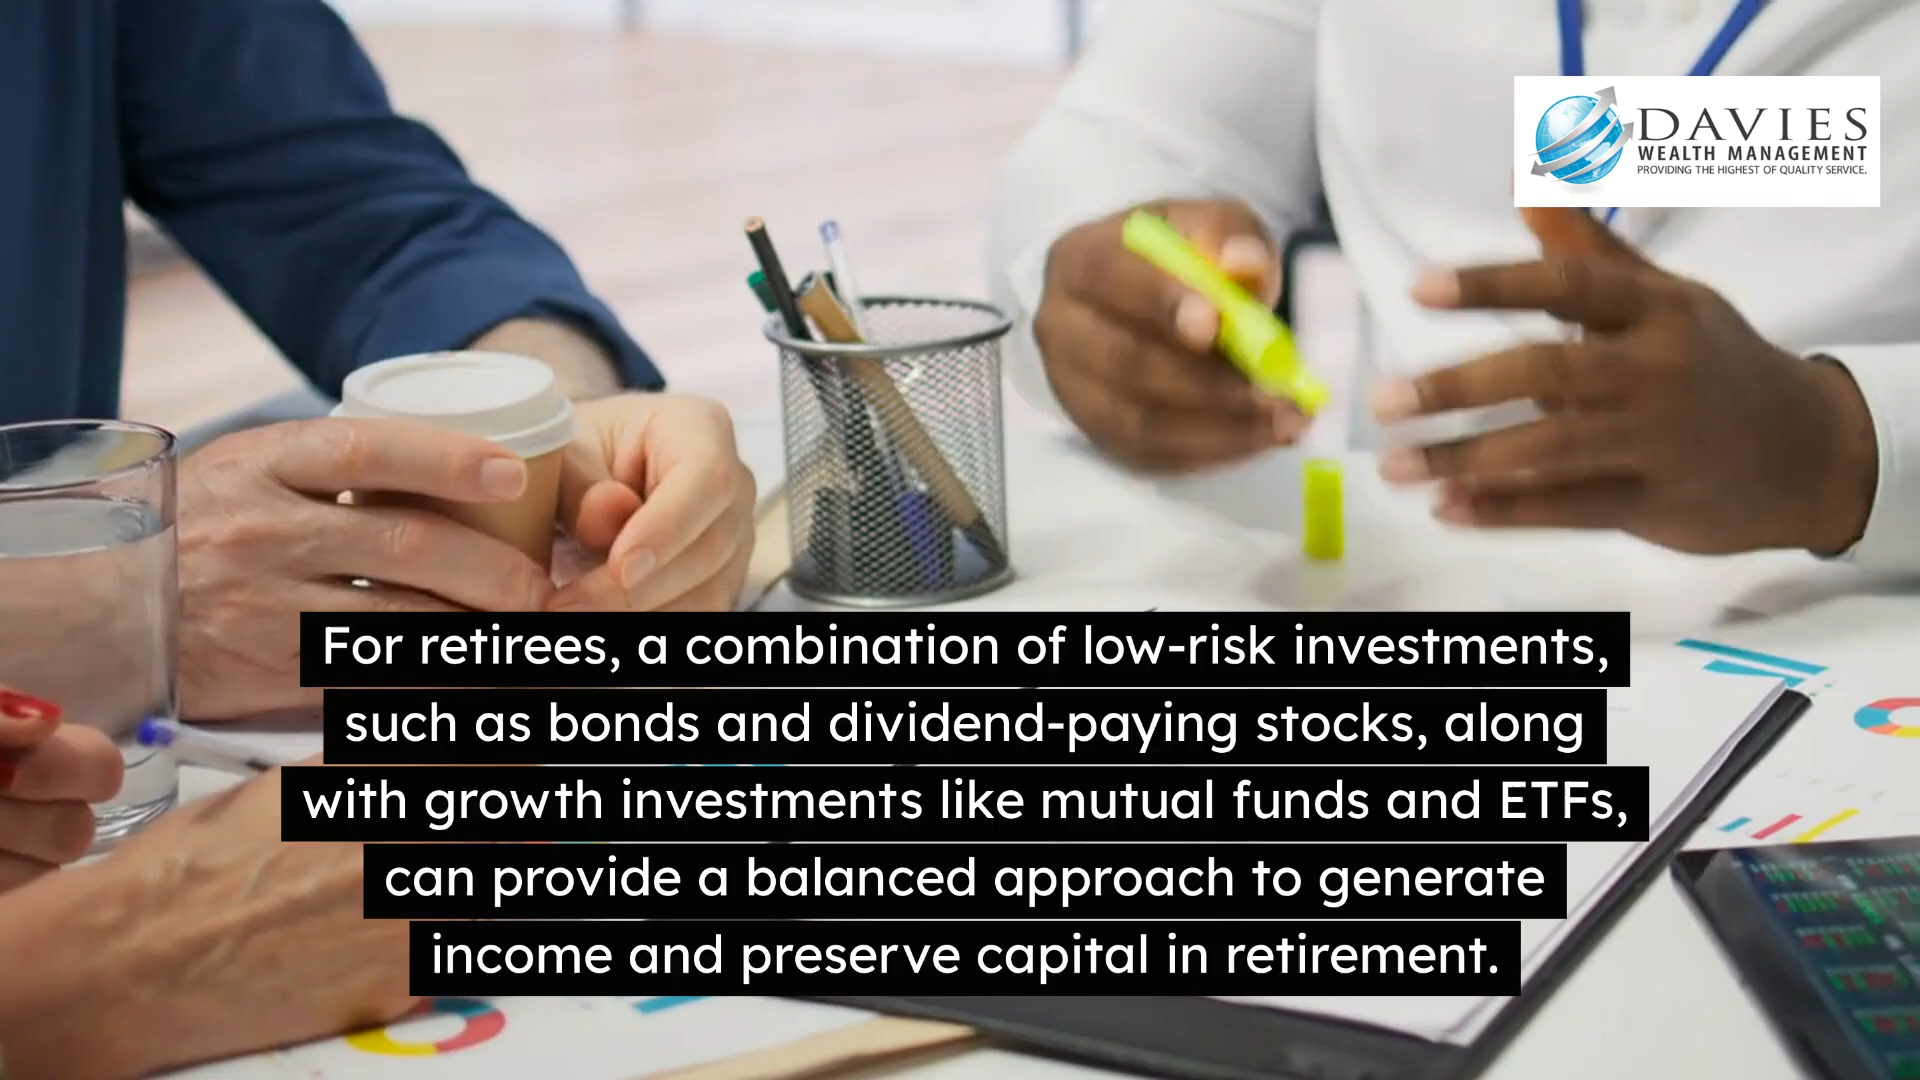 DAVIES
WEALTH MANAGEMENT
PROVIDING THE HIGHEST OF QUALITY SERVICE.
For retirees, a combination of low-risk investments,
such as bonds and dividend-paying stocks, along
with growth investments like mutual funds and ETFs,
can provide a balanced approach to generate
income and preserve capital in retirement.